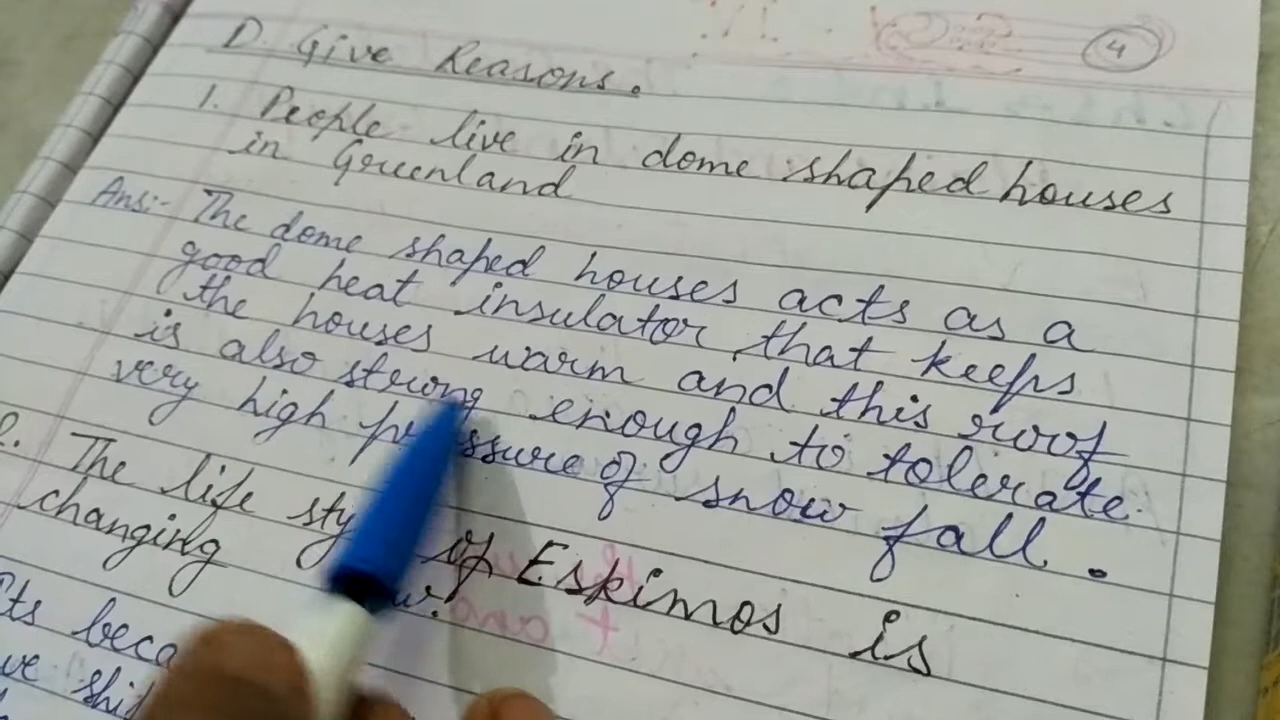 4
D. Give Reasons.
1. People live in dome shaped houses
in Greenland
Ans:- The dome shaped houses acts as a
good heat insulator that keeps
the houses warm and this roof
is also strong enough to tolerate
very high pressure of snow fall.
2. The life of Eskimos is
changing